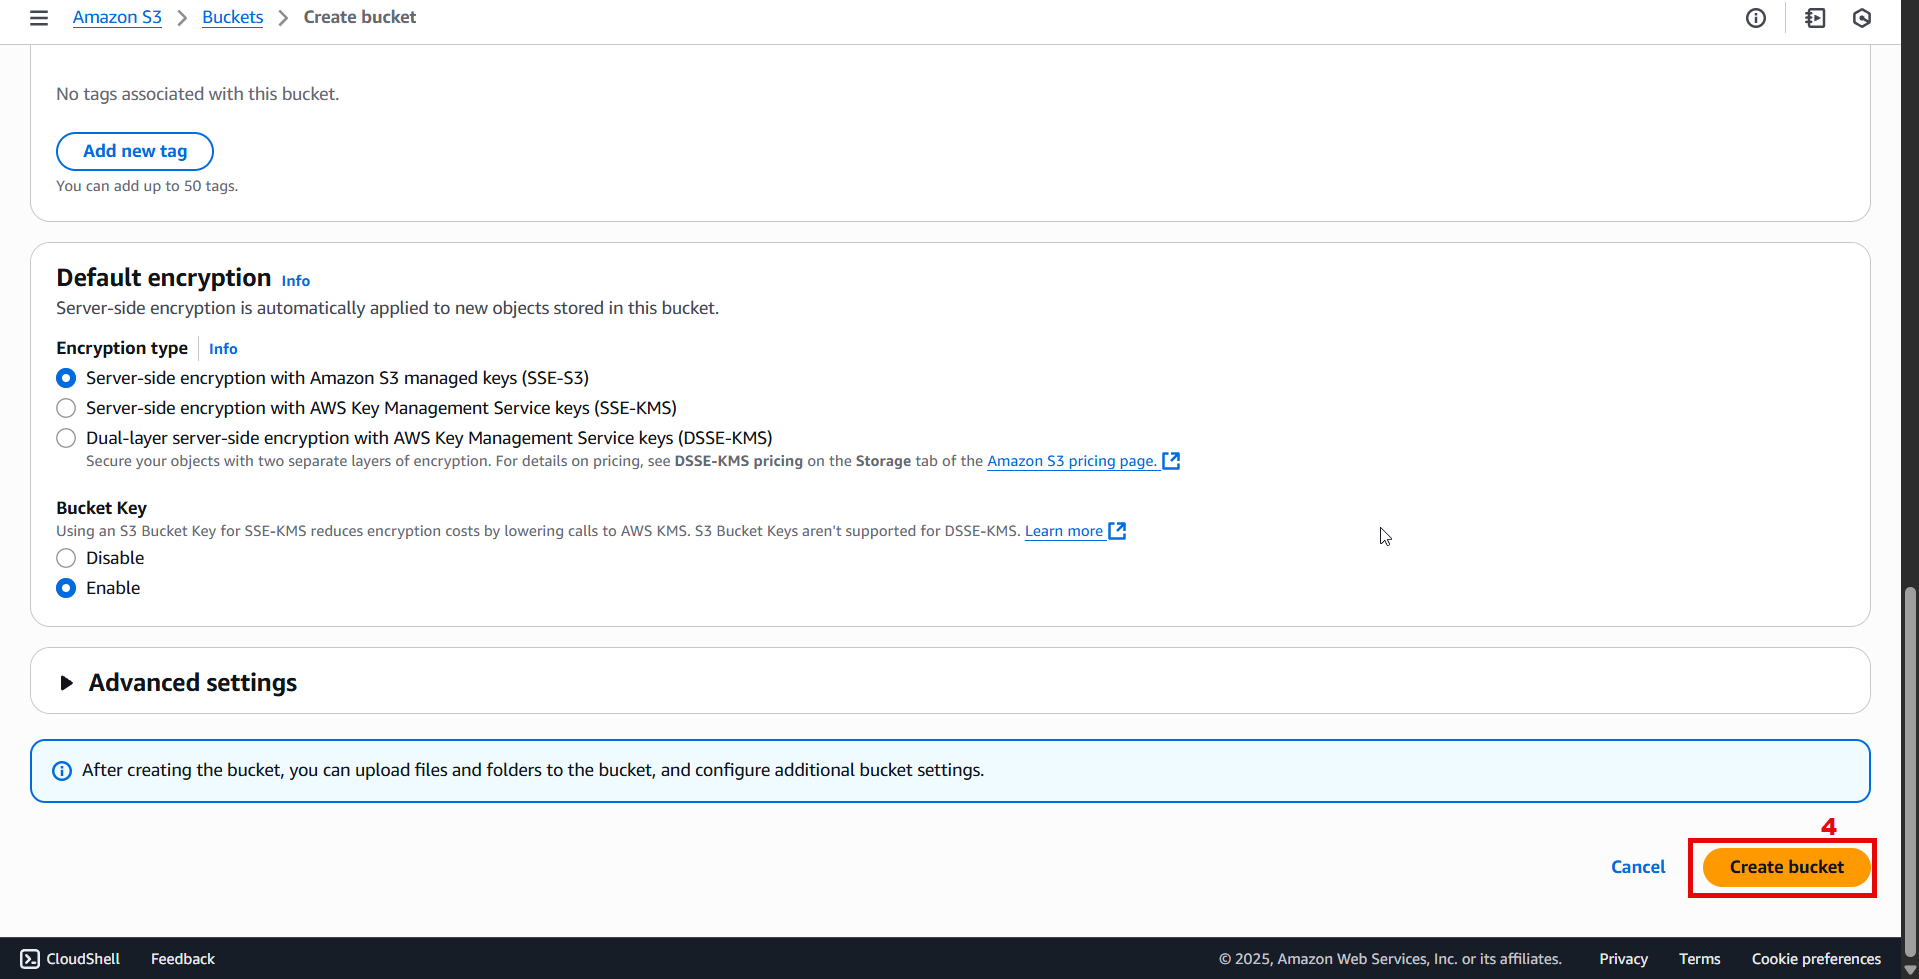 Amazon S3 > Buckets > Create bucket
No tags associated with this bucket.
Add new tag
You can add up to 50 tags.
Default encryption Info
Server-side encryption is automatically applied to new objects stored in this bucket.
Encryption type Info
Server-side encryption with Amazon S3 managed keys (SSE-S3)
Server-side encryption with AWS Key Management Service keys (SSE-KMS)
Dual-layer server-side encryption with AWS Key Management Service keys (DSSE-KMS)
Secure your objects with two separate layers of encryption. For details on pricing, see DSSE-KMS pricing on the Storage tab of the Amazon S3 pricing page.
Bucket Key
Using an S3 Bucket Key for SSE-KMS reduces encryption costs by lowering calls to AWS KMS. S3 Bucket Keys aren't supported for DSSE-KMS. Learn more
Disable
Enable
Advanced settings
After creating the bucket, you can upload files and folders to the bucket, and configure additional bucket settings.
4
Cancel Create bucket
CloudShell Feedback © 2025, Amazon Web Services, Inc. or its affiliates. Privacy Terms Cookie preferences